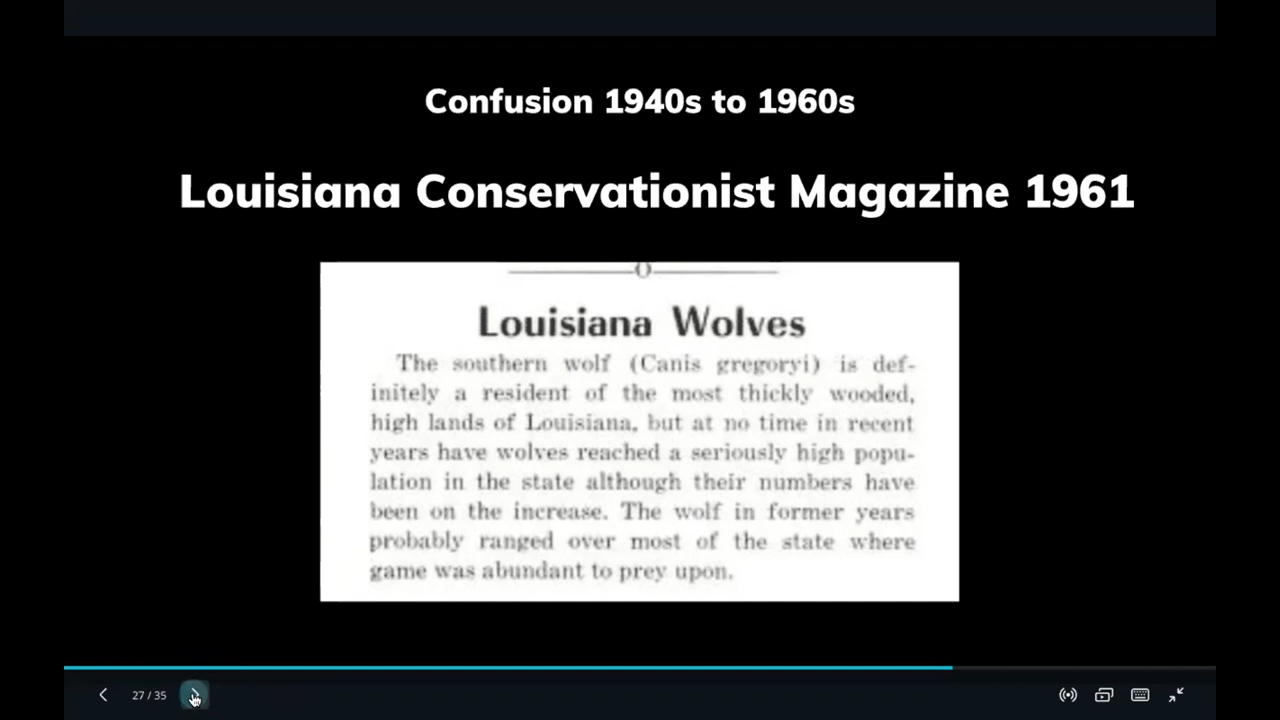 Confusion 1940s to 1960s
Louisiana Conservationist Magazine 1961
Louisiana Wolves
The southern wolf (Canis gregoryi) is def-
initely a resident of the most thickly wooded,
high lands of Louisiana, but at no time in recent
years have wolves reached a seriously high popu-
lation in the state although their numbers have
been on the increase. The wolf in former years
probably ranged over most of the state where
game was abundant to prey upon.
27 / 35